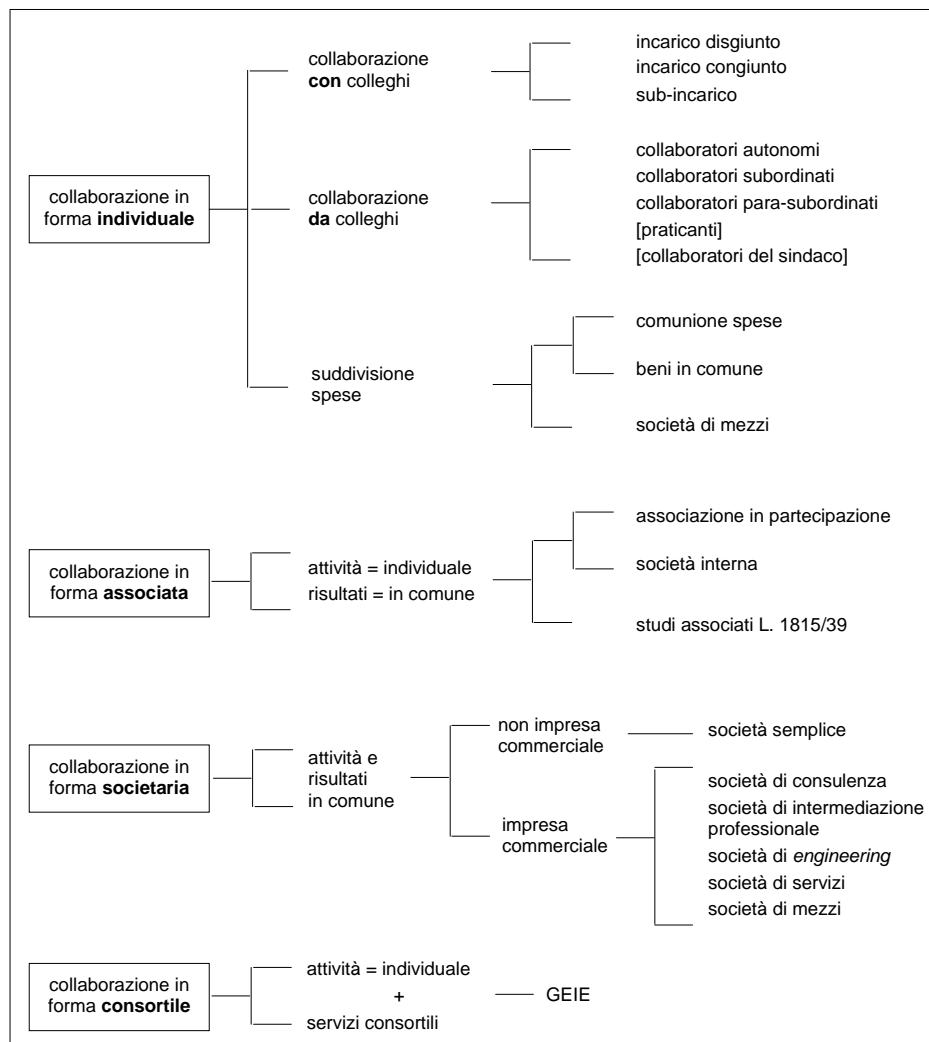 collaborazione in
forma individuale
collaborazione
con colleghi
incarico disgiunto
incarico congiunto
sub-incarico
collaborazione
da colleghi
collaboratori autonomi
collaboratori subordinati
collaboratori para-subordinati
[praticanti]
[collaboratori del sindaco]
suddivisione
spese
comunione spese
beni in comune
società di mezzi
collaborazione in
forma associata
attività = individuale
risultati = in comune
associazione in partecipazione
società interna
studi associati L. 1815/39
collaborazione in
forma societaria
attività e
risultati
in comune
non impresa
commerciale
società semplice
impresa
commerciale
società di consulenza
società di intermediazione
professionale
società di engineering
società di servizi
società di mezzi
collaborazione in
forma consortile
attività = individuale
+
servizi consortili
GEIE